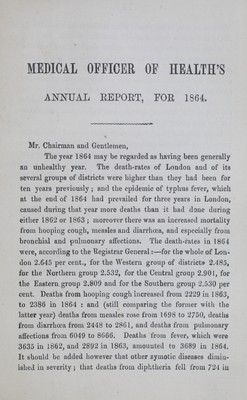 MEDICAL OFFICER OF HEALTH'S
ANNUAL REPORT, FOR 1864.
Mr. Chairman and Gentlemen,
The year 1864 may be regarded as having been generally
an unhealthy year. The death-rates of London and of its
several groups of districts were higher than they had been for
ten years previously; and the epidemic of typhus fever, which
at the end of 1864 had prevailed for three years in London,
caused during that year more deaths than it had done during
either 1862 or 1863; moreover there was an increased mortality
from hooping cough, measles and diarrhœa, and especially from
bronchial and pulmonary affections. The death-rates in 1864
were, according to the Registrar General:—for the whole of Lon-
don 2.645 per cent., for the Western group of districts 2.483,
for the Northern group 2.532, for the Central group 2.901, for
the Eastern group 2.809 and for the Southern group 2.530 per
cent. Deaths from hooping cough increased from 2229 in 1863,
to 2386 in 1864: and (still comparing the former with the
latter year) deaths from measles rose from 1698 to 2750, deaths
from diarrhœa from 2448 to 2861, and deaths from pulmonary
affections from 6049 to 8666. Deaths from fever, which were
3635 in 1862, and 2892 in 1863, amounted to 3689 in 1864.
It should be added however that other zymotic diseases dimin-
ished in severity; that deaths from diphtheria fell from 724 in